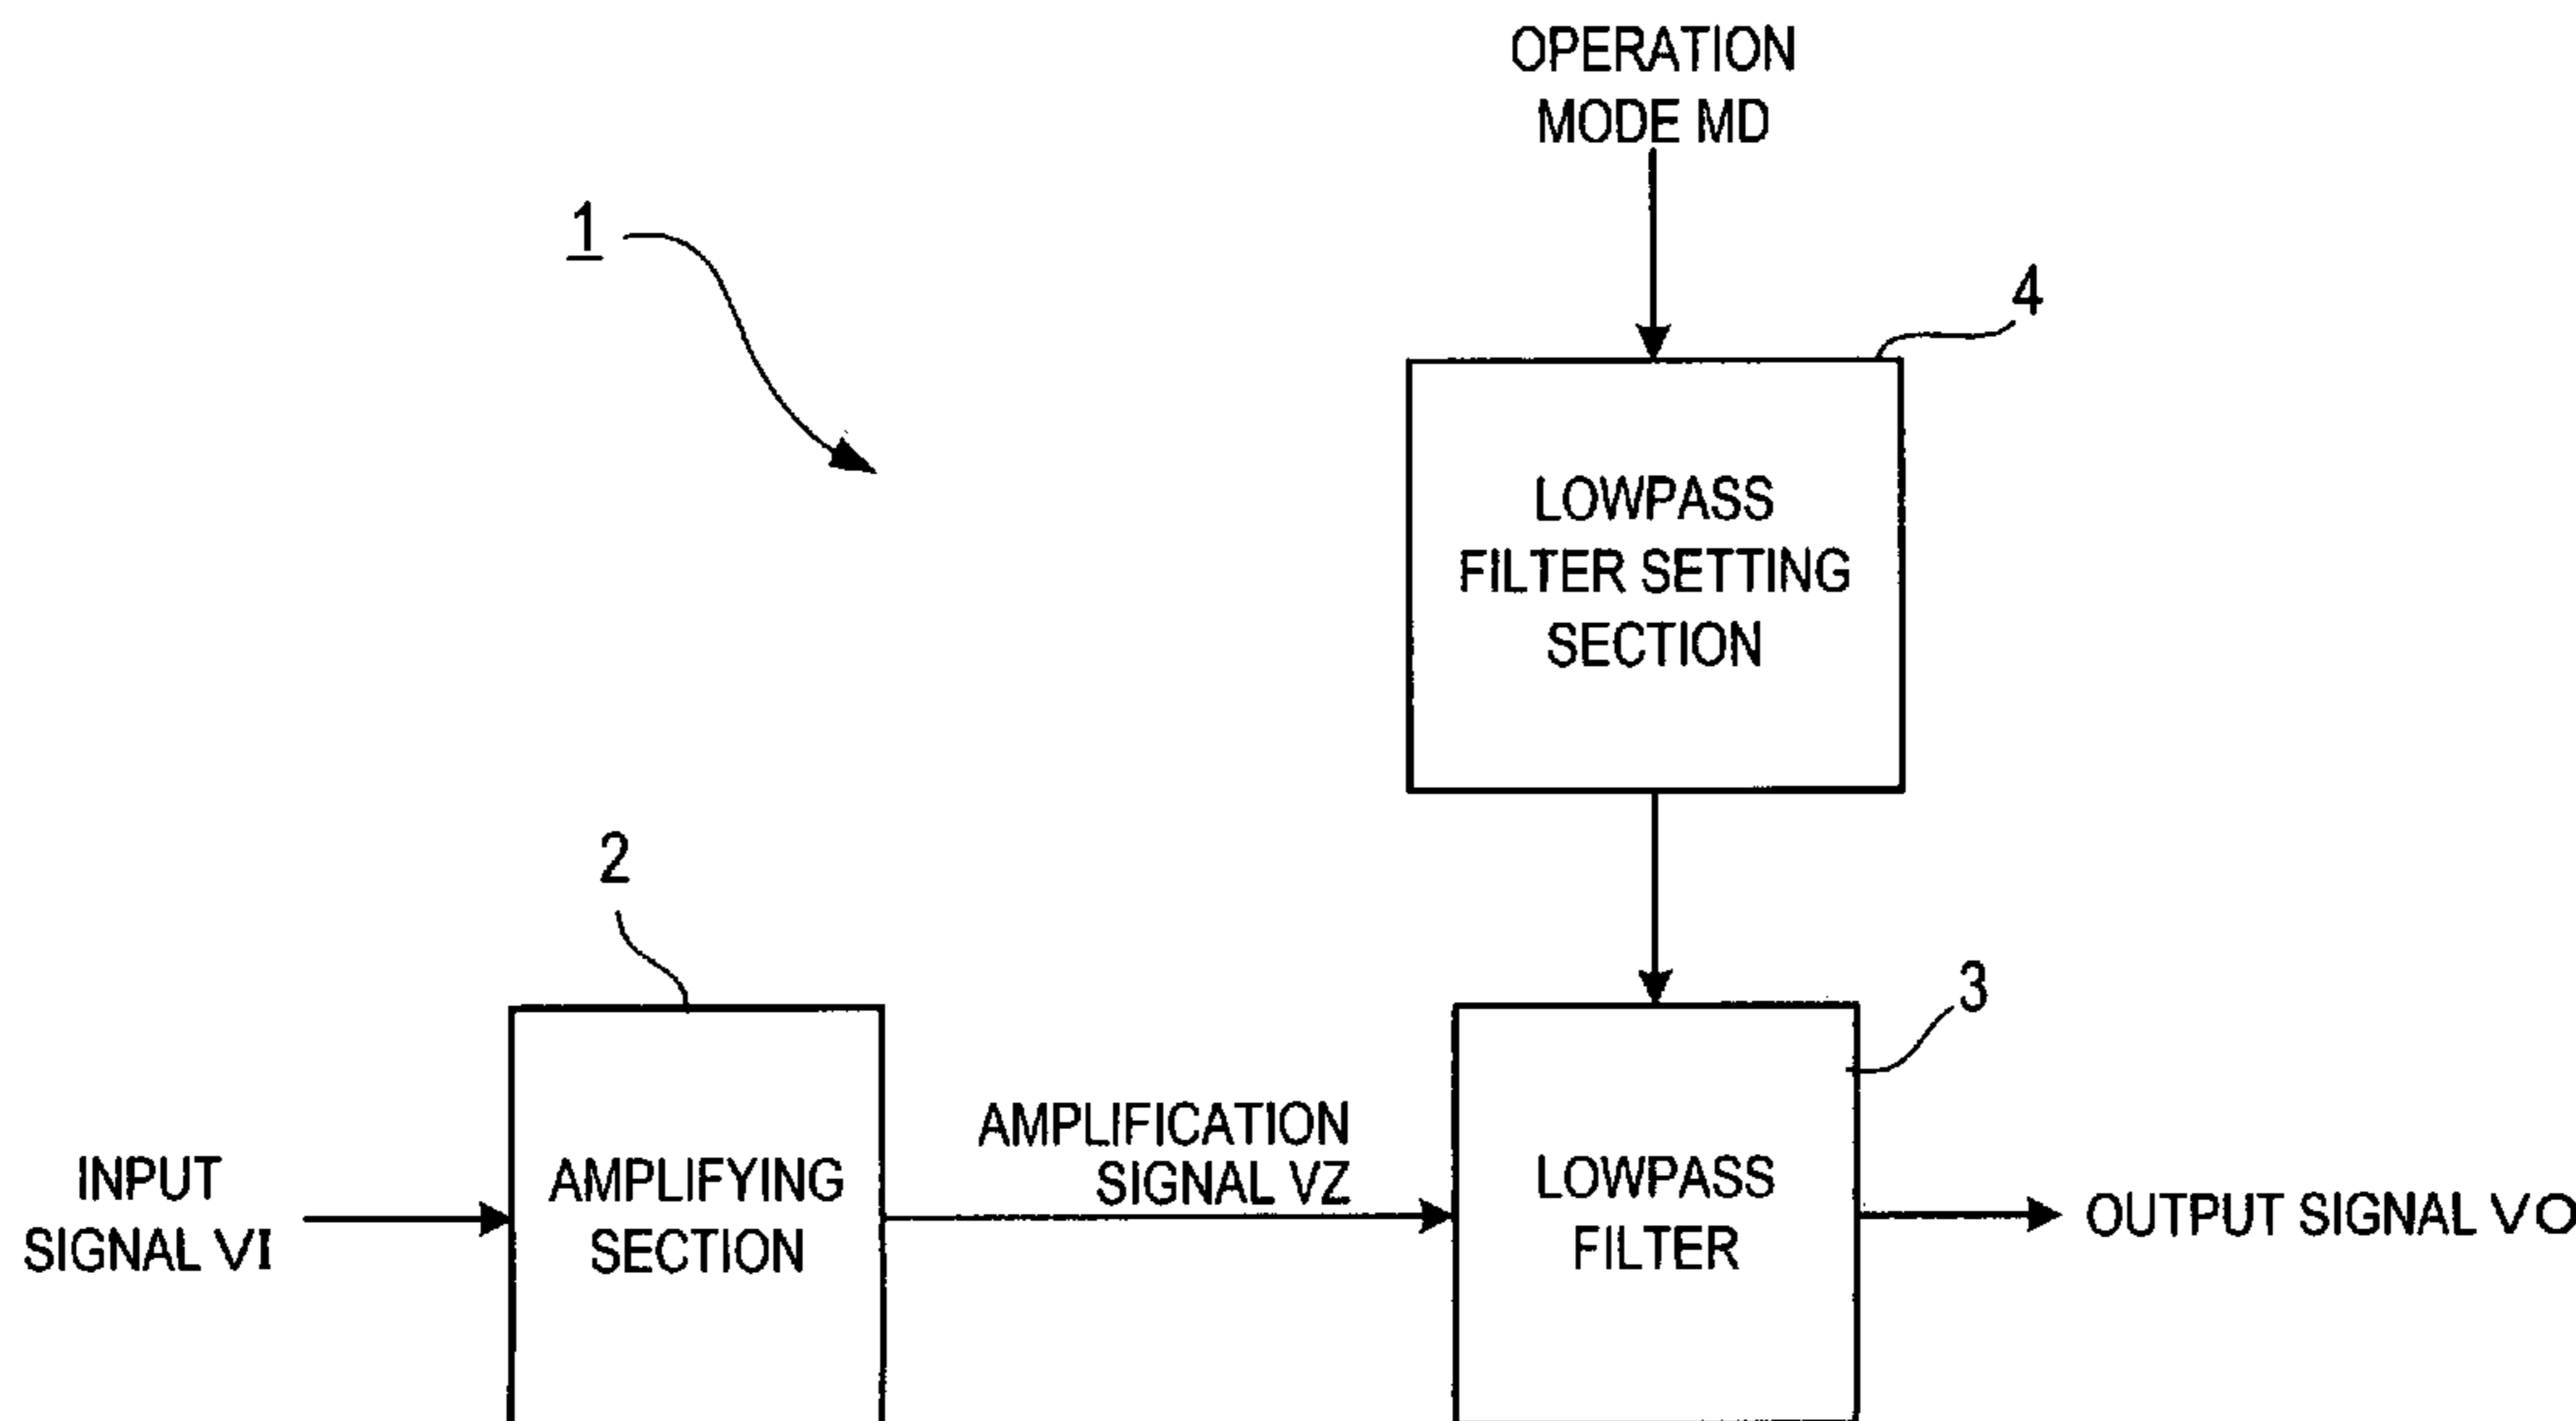 OPERATION
MODE MD
1
4
LOWPASS
FILTER SETTING
SECTION
2
3
AMPLIFICATION
SIGNAL VZ
INPUT
SIGNAL VI
AMPLIFYING
SECTION
LOWPASS
FILTER
OUTPUT SIGNAL VO